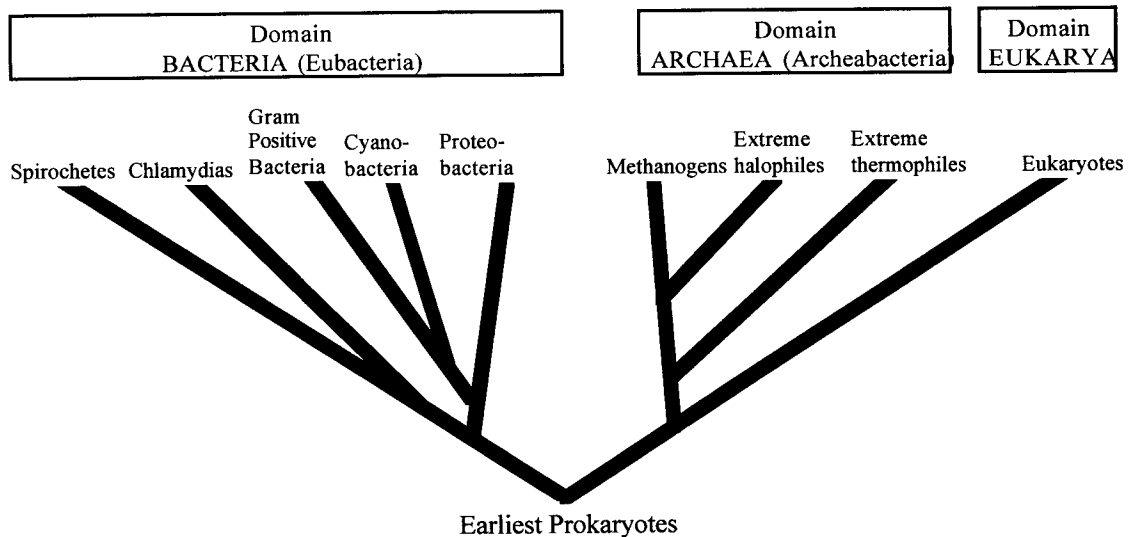 Domain
BACTERIA (Eubacteria)
Domain
ARCHAEA (Archeabacteria)
Domain
EUKARYA
Spirochetes
Chlamydias
Gram
Positive
Bacteria
Cyano-
bacteria
Proteo-
bacteria
Methanogens
Extreme
halophiles
Extreme
thermophiles
Eukaryotes
Earliest Prokaryotes